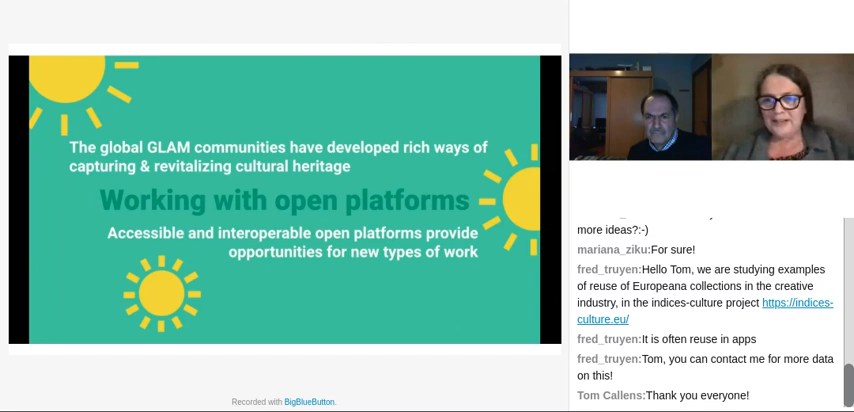 The global GLAM communities have developed rich ways of
capturing & revitalizing cultural heritage
Working with open platforms
Accessible and interoperable open platforms provide
opportunities for new types of work
Recorded with BigBlueButton.
more ideas?:-)
mariana_ziku:For sure!
fred_truyen:Hello Tom, we are studying examples
of reuse of Europeana collections in the creative
industry, in the indices-culture project https://indices-
culture.eu/
fred_truyen:It is often reuse in apps
fred_truyen:Tom, you can contact me for more data
on this!
Tom Callens:Thank you everyone!